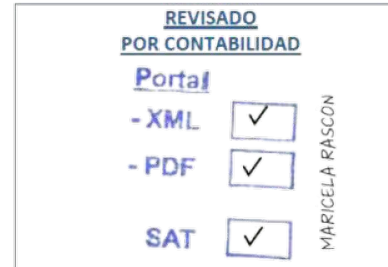 REVISADO
POR CONTABILIDAD
Portal
- XML ✓
- PDF ✓
SAT ✓
MARICELA RASCON